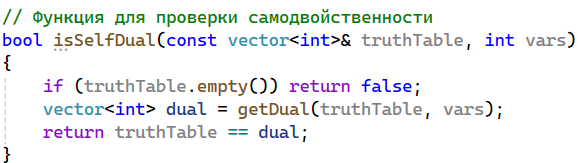 // Функция для проверки самодвойственности
bool isSelfDual(const vector<int>& truthTable, int vars)
{
    if (truthTable.empty()) return false;
    vector<int> dual = getDual(truthTable, vars);
    return truthTable == dual;
}